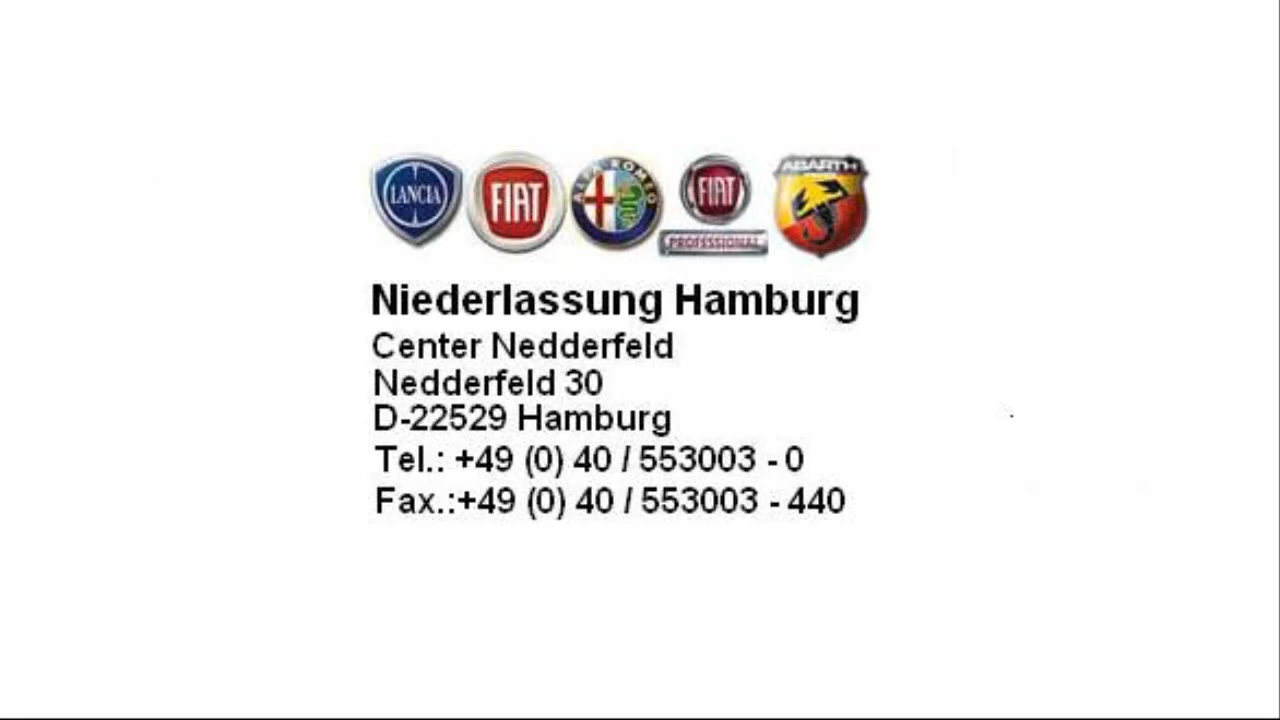 LANCIA FIAT ALFA ROMEO FIAT PROFESSIONAL ABARTH
Niederlassung Hamburg
Center Nedderfeld
Nedderfeld 30
D-22529 Hamburg
Tel.: +49 (0) 40 / 553003 - 0
Fax.:+49 (0) 40 / 553003 - 440